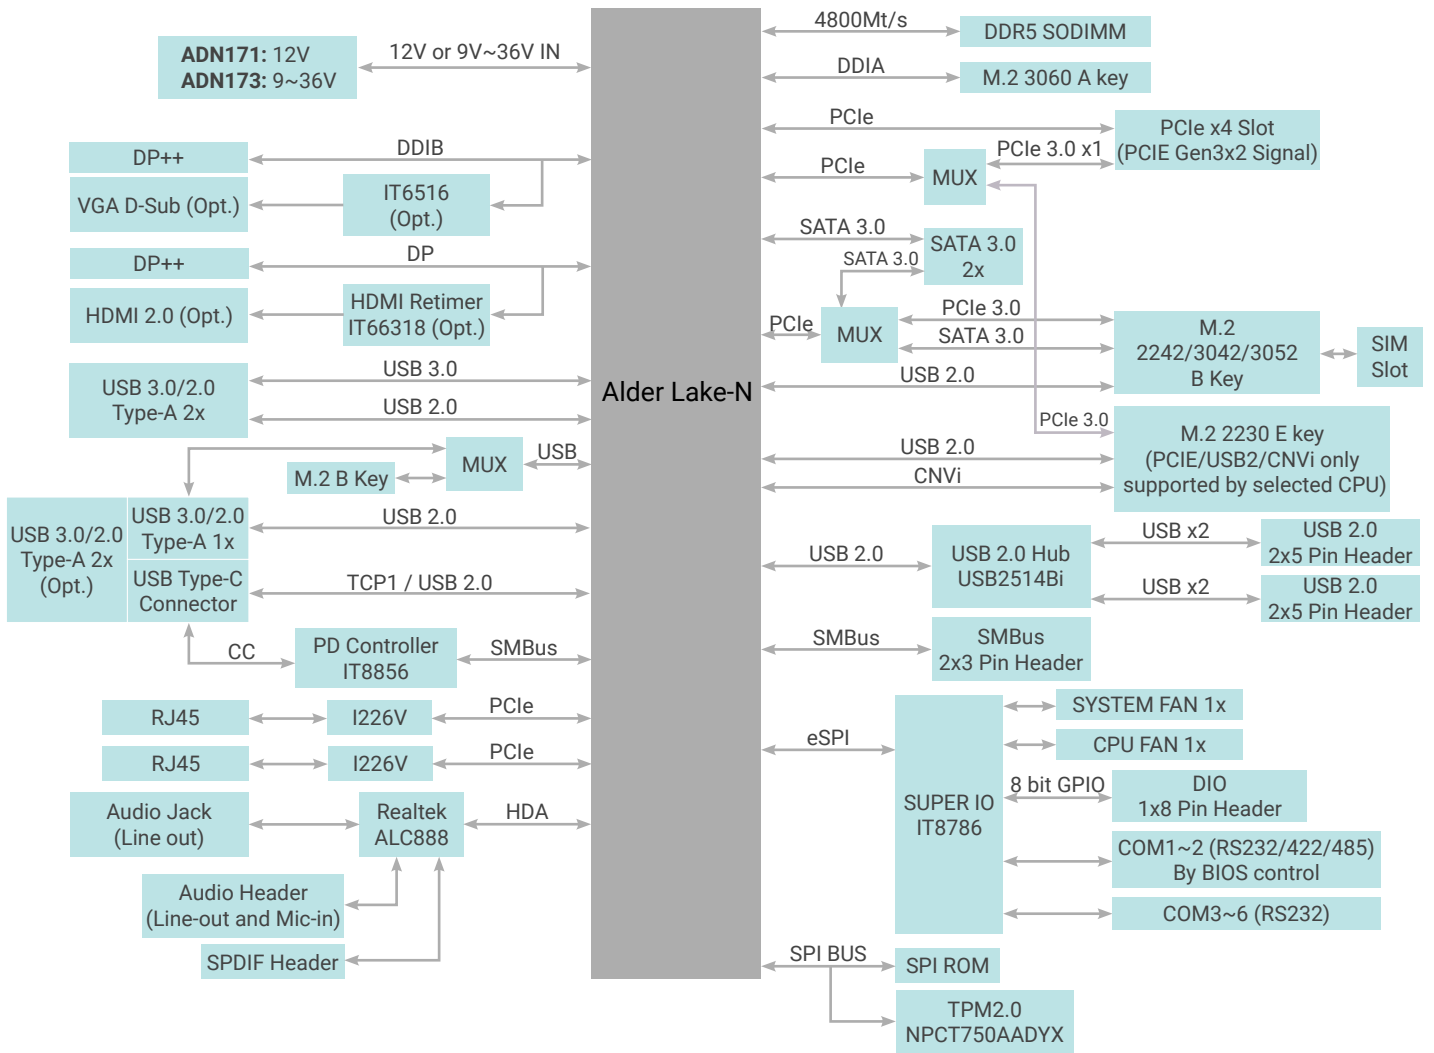 ADN171: 12V
ADN173: 9~36V
12V or 9V~36V IN
DP++
DDIB
VGA D-Sub (Opt.)
IT6516
(Opt.)
DP++
DP
HDMI 2.0 (Opt.)
HDMI Retimer
IT66318 (Opt.)
USB 3.0/2.0
Type-A 2x
USB 3.0
USB 2.0
MUX
USB
M.2 B Key
USB 3.0/2.0
Type-A 2x
(Opt.)
USB 3.0/2.0
Type-A 1x
USB 2.0
USB Type-C
Connector
TCP1 / USB 2.0
CC
PD Controller
IT8856
SMBus
RJ45
I226V
PCIe
RJ45
I226V
PCIe
Audio Jack
(Line out)
Realtek
ALC888
HDA
Audio Header
(Line-out and Mic-in)
SPDIF Header
Alder Lake-N
4800Mt/s
DDR5 SODIMM
DDIA
M.2 3060 A key
PCIe
PCIe x4 Slot
(PCIE Gen3x2 Signal)
PCIe
MUX
PCIe 3.0 x1
SATA 3.0
SATA 3.0
2x
SATA 3.0
PCIe
MUX
PCIe 3.0
SATA 3.0
USB 2.0
M.2
2242/3042/3052
B Key
SIM
Slot
PCIe 3.0
USB 2.0
CNVi
M.2 2230 E key
(PCIE/USB2/CNVi only
supported by selected CPU)
USB 2.0
USB 2.0 Hub
USB2514Bi
USB x2
USB 2.0
2x5 Pin Header
USB x2
USB 2.0
2x5 Pin Header
SMBus
SMBus
2x3 Pin Header
eSPI
SUPER IO
IT8786
SYSTEM FAN 1x
CPU FAN 1x
8 bit GPIO
DIO
1x8 Pin Header
COM1~2 (RS232/422/485)
By BIOS control
COM3~6 (RS232)
SPI BUS
SPI ROM
TPM2.0
NPCT750AADYX